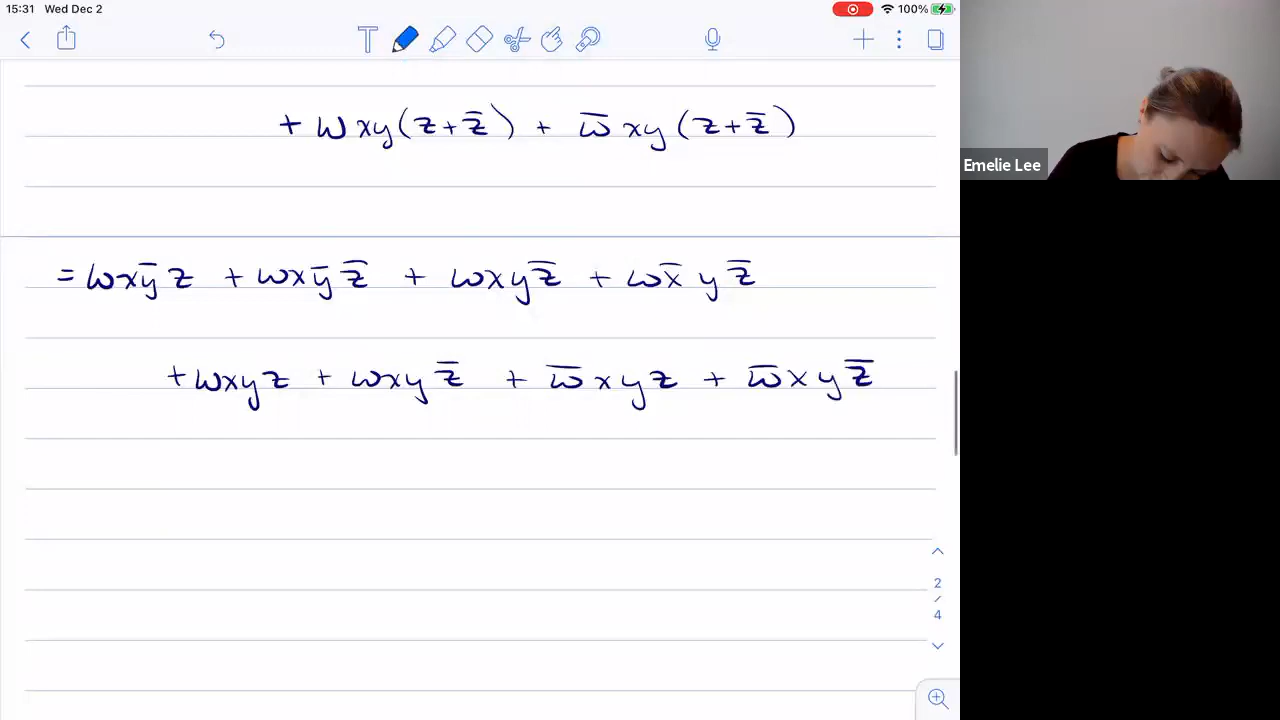 15:31 Wed Dec 2
100%
T
+ wxy(z+z̄) + w̄xy(z+z̄)
= wxȳz + wxȳz̄ + wxyz̄ + wx̄yz̄
+ wxyz + wxyz̄ + w̄xyz + w̄xyz̄
Emelie Lee
2
/
4